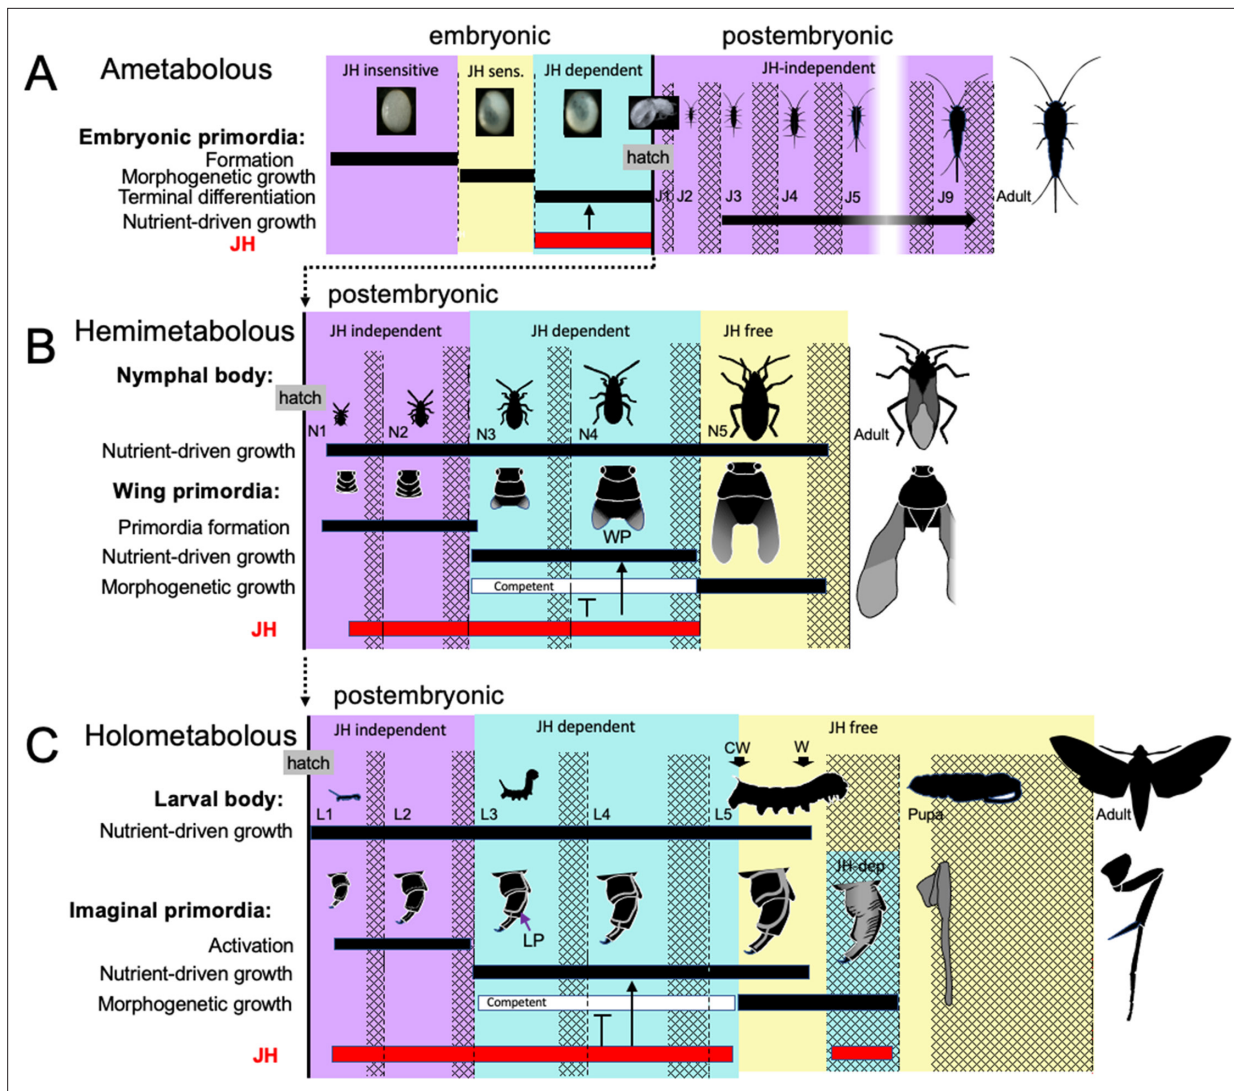 embryonic postembryonic
A Ametabolous
JH insensitive JH sens. JH dependent JH-independent
Embryonic primordia:
hatch
Formation
Morphogenetic growth
Terminal differentiation
J1 J2 J3 J4 J5 J9 Adult
Nutrient-driven growth
JH
postembryonic
B Hemimetabolous
JH independent JH dependent JH free
Nymphal body:
hatch
N1 N2 N3 N4 N5 Adult
Nutrient-driven growth
Wing primordia:
Primordia formation
WP
Nutrient-driven growth
Morphogenetic growth
Competent
JH
postembryonic
C Holometabolous
JH independent JH dependent JH free
hatch
CW W
Larval body:
L1 L2 L3 L4 L5 Pupa Adult
Nutrient-driven growth
JH-dep
Imaginal primordia:
LP
Activation
Nutrient-driven growth
Morphogenetic growth
Competent
JH